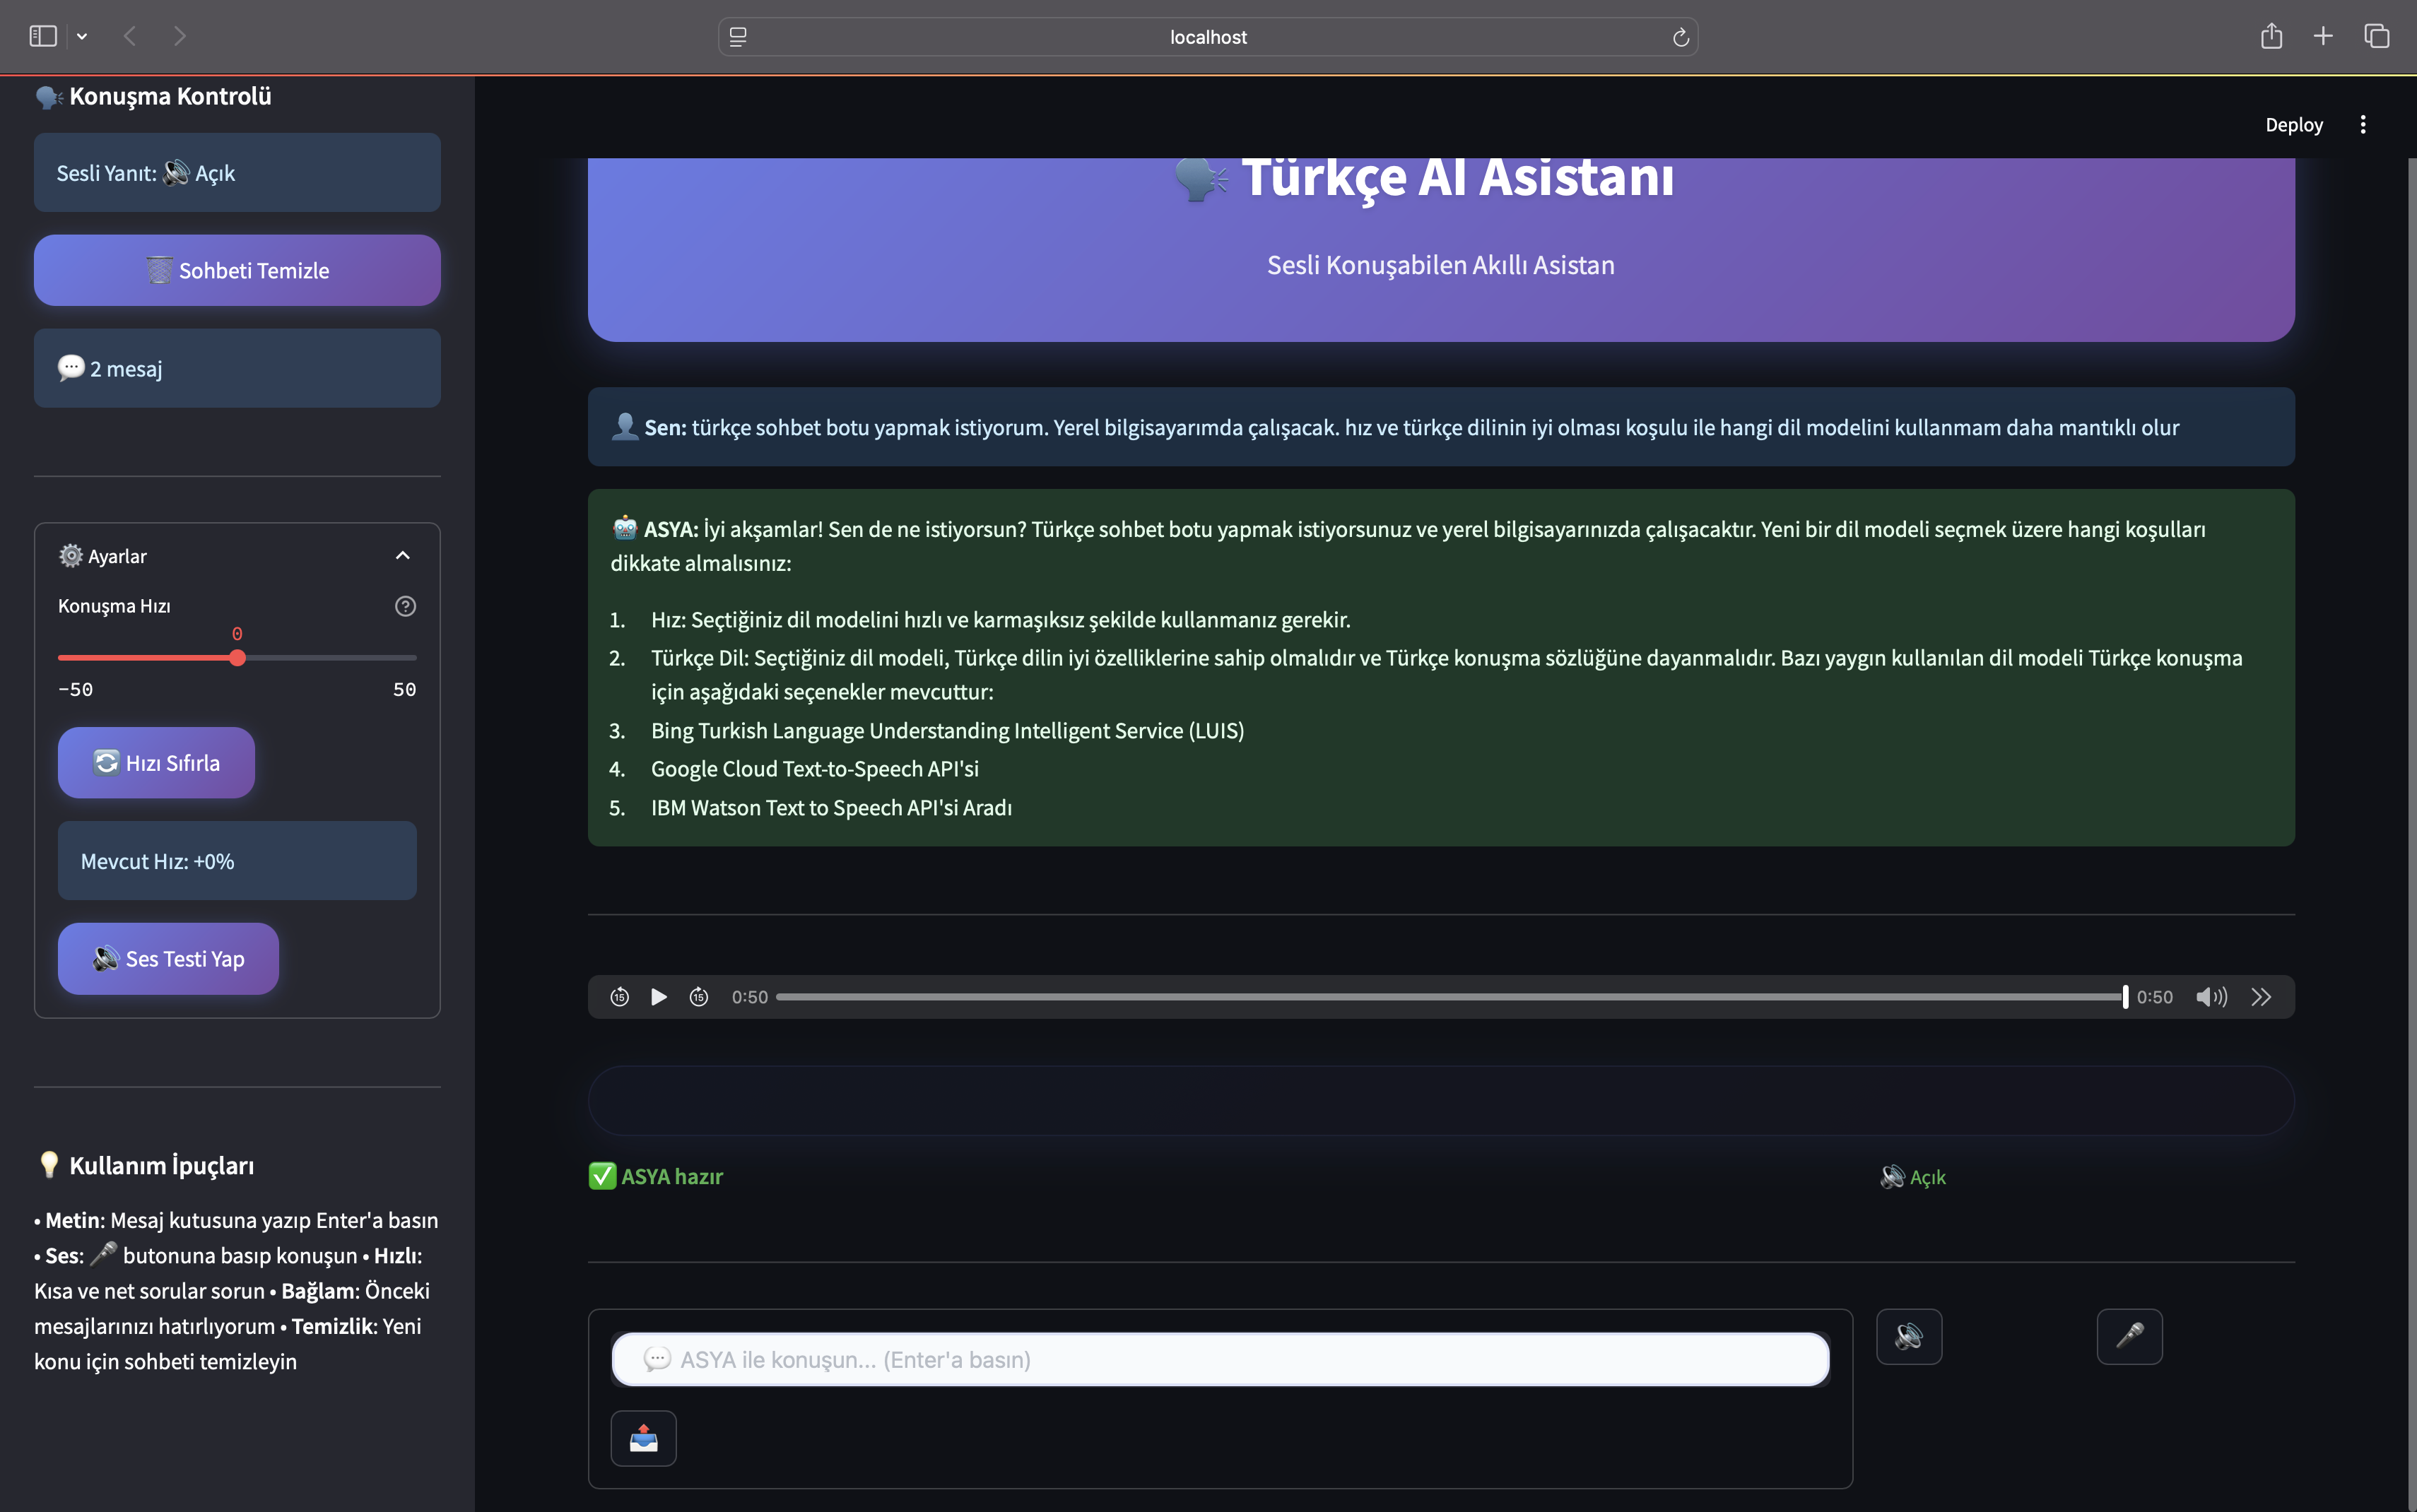 localhost
🗣️ Konuşma Kontrolü
Sesli Yanıt: 🔊 Açık
🗑️ Sohbeti Temizle
💬 2 mesaj
⚙️ Ayarlar
Konuşma Hızı
0
-50
50
🔄 Hızı Sıfırla
Mevcut Hız: +0%
🔊 Ses Testi Yap
💡 Kullanım İpuçları
• Metin: Mesaj kutusuna yazıp Enter'a basın
• Ses: 🎤 butonuna basıp konuşun • Hızlı:
Kısa ve net sorular sorun • Bağlam: Önceki
mesajlarınızı hatırlıyorum • Temizlik: Yeni
konu için sohbeti temizleyin
Deploy
🗣️ Türkçe AI Asistanı
Sesli Konuşabilen Akıllı Asistan
👤 Sen: türkçe sohbet botu yapmak istiyorum. Yerel bilgisayarımda çalışacak. hız ve türkçe dilinin iyi olması koşulu ile hangi dil modelini kullanmam daha mantıklı olur
🤖 ASYA: İyi akşamlar! Sen de ne istiyorsun? Türkçe sohbet botu yapmak istiyorsunuz ve yerel bilgisayarınızda çalışacaktır. Yeni bir dil modeli seçmek üzere hangi koşulları
dikkate almalısınız:
1. Hız: Seçtiğiniz dil modelini hızlı ve karmaşıksız şekilde kullanmanız gerekir.
2. Türkçe Dil: Seçtiğiniz dil modeli, Türkçe dilin iyi özelliklerine sahip olmalıdır ve Türkçe konuşma sözlüğüne dayanmalıdır. Bazı yaygın kullanılan dil modeli Türkçe konuşma
için aşağıdaki seçenekler mevcuttur:
3. Bing Turkish Language Understanding Intelligent Service (LUIS)
4. Google Cloud Text-to-Speech API'si
5. IBM Watson Text to Speech API'si Aradı
15
15
0:50
0:50
✅ ASYA hazır
🔊 Açık
💬 ASYA ile konuşun... (Enter'a basın)